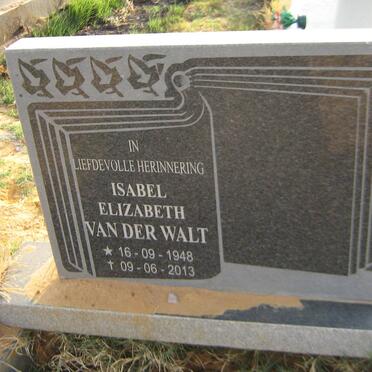 IN
LIEFDEVOLLE HERINNERING
ISABEL
ELIZABETH
VAN DER WALT
★ 16 - 09 - 1948
✝ 09 - 06 - 2013